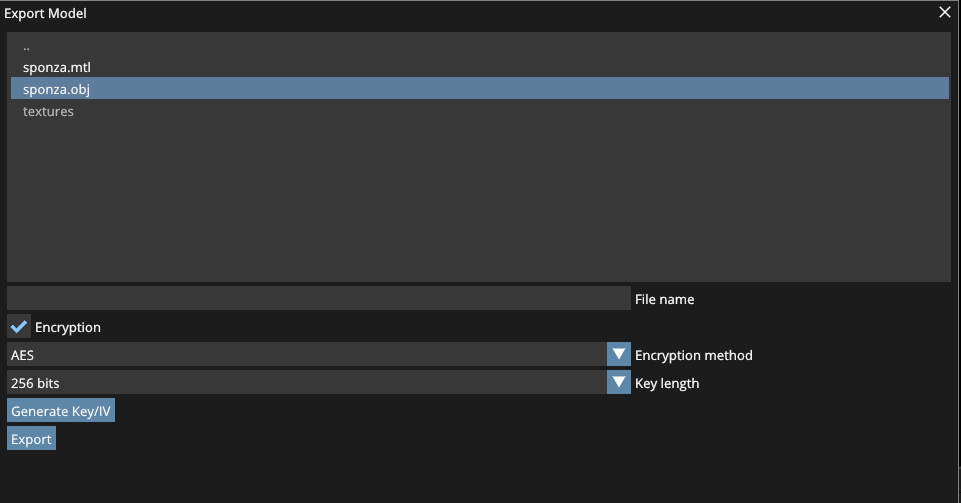 Export Model
..
sponza.mtl
sponza.obj
textures
File name
Encryption
AES Encryption method
256 bits Key length
Generate Key/IV
Export